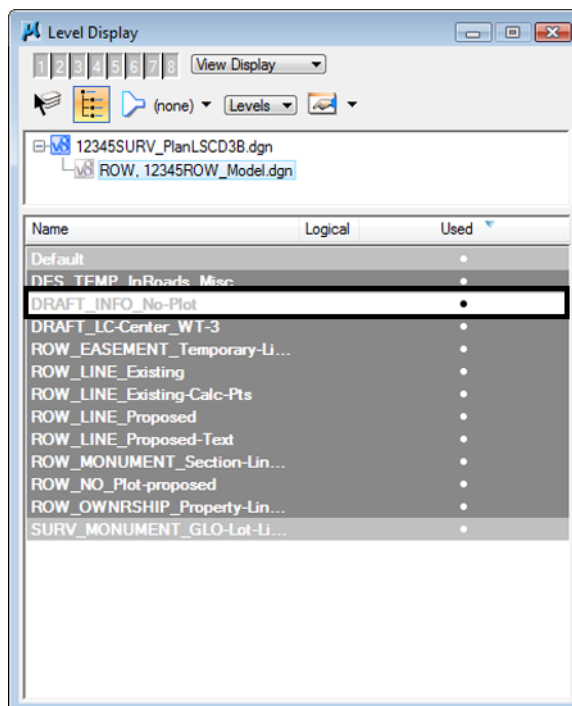 Level Display
1 2 3 4 5 6 7 8 View Display
(none) Levels
12345SURV_PlanLSCD3B.dgn
ROW, 12345ROW_Model.dgn
Name Logical Used
Default
DES_TEMP_InRoads_Misc
DRAFT_INFO_No-Plot
DRAFT_LC-Center_WT-3
ROW_EASEMENT_Temporary-Li...
ROW_LINE_Existing
ROW_LINE_Existing-Calc-Pts
ROW_LINE_Proposed
ROW_LINE_Proposed-Text
ROW_MONUMENT_Section-Lin...
ROW_NO_Plot-proposed
ROW_OWNRSHIP_Property-Lin...
SURV_MONUMENT_GLO-Lot-Li...